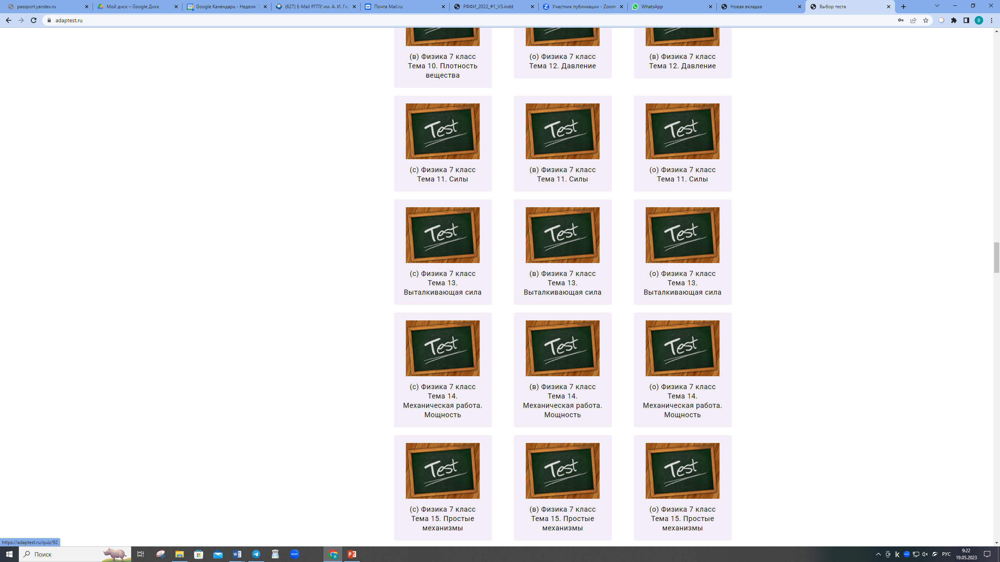 passport.yandex.ru
Мой диск – Google Диск
Google Календарь - Неделя: 1
(627) E-Mail РГПУ им. А. И. Гер
Почта Mail.ru
РФФИ_2022_#1_V3.indd
Участник публикации - Zoom
WhatsApp
Новая вкладка
Выбор теста
adaptest.ru
B
(в) Физика 7 класс
Тема 10. Плотность
вещества
(о) Физика 7 класс
Тема 12. Давление
(в) Физика 7 класс
Тема 12. Давление
Test
Test
Test
(с) Физика 7 класс
Тема 11. Силы
(в) Физика 7 класс
Тема 11. Силы
(о) Физика 7 класс
Тема 11. Силы
Test
Test
Test
(с) Физика 7 класс
Тема 13.
Выталкивающая сила
(в) Физика 7 класс
Тема 13.
Выталкивающая сила
(о) Физика 7 класс
Тема 13.
Выталкивающая сила
Test
Test
Test
(с) Физика 7 класс
Тема 14.
Механическая работа.
Мощность
(в) Физика 7 класс
Тема 14.
Механическая работа.
Мощность
(о) Физика 7 класс
Тема 14.
Механическая работа.
Мощность
Test
Test
Test
(с) Физика 7 класс
Тема 15. Простые
механизмы
(в) Физика 7 класс
Тема 15. Простые
механизмы
(о) Физика 7 класс
Тема 15. Простые
механизмы
https://adaptest.ru/quiz/92
Поиск
zoom
РУС
9:22
19.05.2023